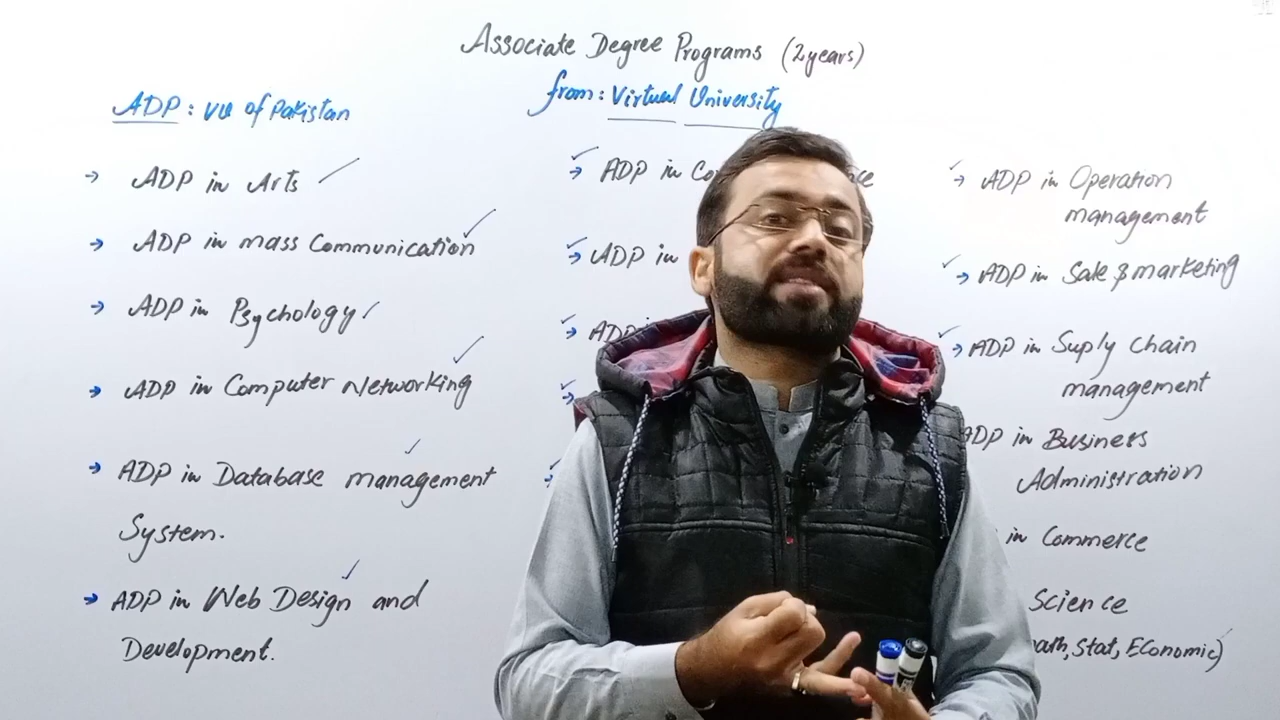 Associate Degree Programs (2 years)
from: Virtual University
ADP: VU of Pakistan
→ ADP in Arts
→ ADP in mass Communication
→ ADP in Psychology
→ ADP in Computer Networking
→ ADP in Database management
System.
→ ADP in Web Design and
Development.
→ ADP in
→ ADP in
→ ADP in
→ ADP in Operation
management
→ ADP in Sale & marketing
→ ADP in Suply Chain
management
ADP in Business
Administration
in Commerce
Science
Stat, Economic)